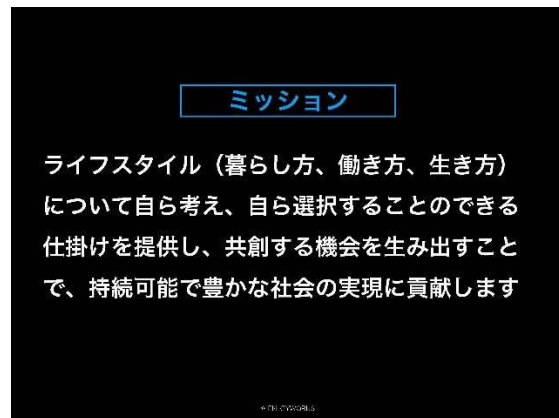 ミッション
ライフスタイル（暮らし方、働き方、生き方）
について自ら考え、自ら選択することのできる
仕掛けを提供し、共創する機会を生み出すこと
で、持続可能で豊かな社会の実現に貢献します